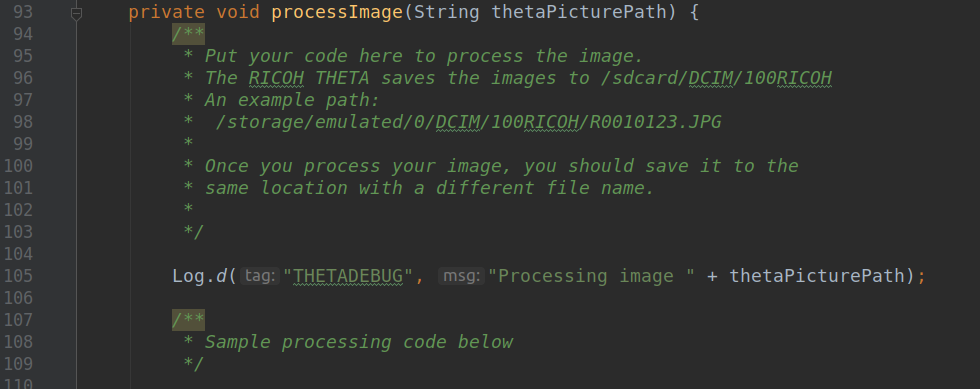 93 private void processImage(String thetaPicturePath) {
94 /**
95 * Put your code here to process the image.
96 * The RICOH THETA saves the images to /sdcard/DCIM/100RICOH
97 * An example path:
98 * /storage/emulated/0/DCIM/100RICOH/R0010123.JPG
99 *
100 * Once you process your image, you should save it to the
101 * same location with a different file name.
102 *
103 */
104
105 Log.d( tag: "THETADEBUG", msg: "Processing image " + thetaPicturePath);
106
107 /**
108 * Sample processing code below
109 */
110